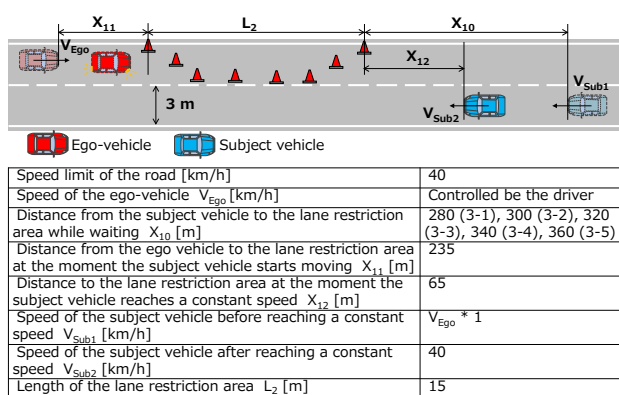 X11
L2
X10
VEgo
X12
VSub1
VSub2
3 m
Ego-vehicle
Subject vehicle
Speed limit of the road [km/h]
40
Speed of the ego-vehicle VEgo [km/h]
Controlled be the driver
Distance from the subject vehicle to the lane restriction
area while waiting X10 [m]
280 (3-1), 300 (3-2), 320
(3-3), 340 (3-4), 360 (3-5)
Distance from the ego vehicle to the lane restriction area
at the moment the subject vehicle starts moving X11 [m]
235
Distance to the lane restriction area at the moment the
subject vehicle reaches a constant speed X12 [m]
65
Speed of the subject vehicle before reaching a constant
speed VSub1 [km/h]
VEgo * 1
Speed of the subject vehicle after reaching a constant
speed VSub2 [km/h]
40
Length of the lane restriction area L2 [m]
15